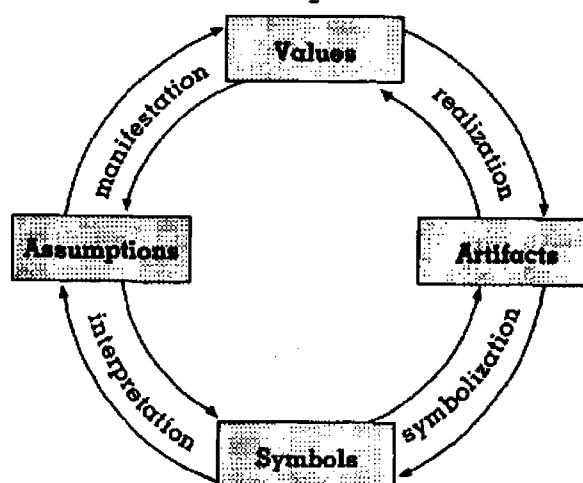 Values
manifestation
realization
Assumptions
Artifacts
interpretation
symbolization
Symbols